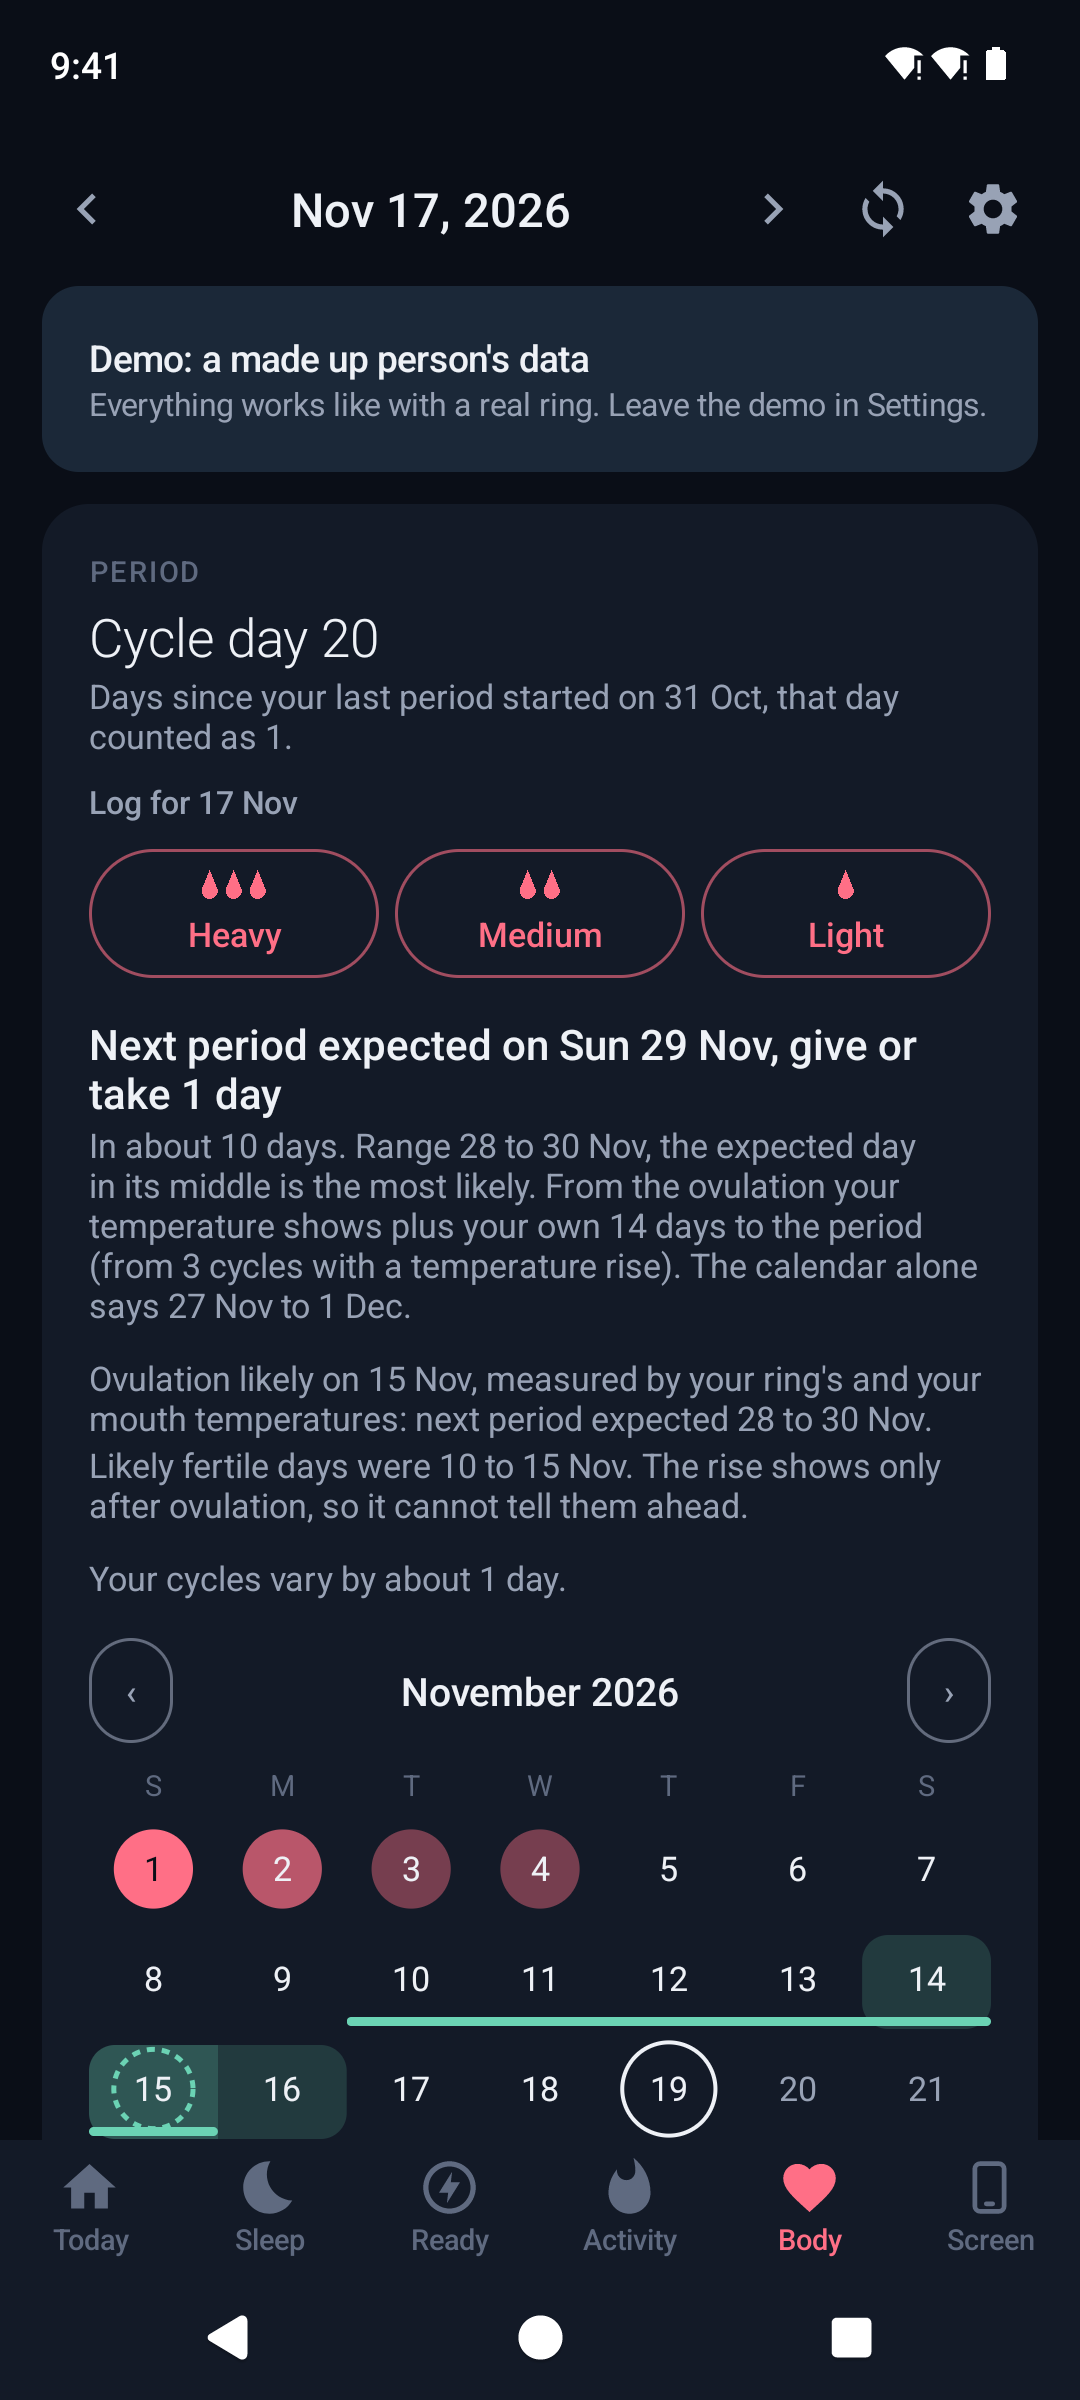 9:41
Nov 17, 2026
Demo: a made up person's data
Everything works like with a real ring. Leave the demo in Settings.
PERIOD
Cycle day 20
Days since your last period started on 31 Oct, that day
counted as 1.
Log for 17 Nov
Heavy
Medium
Light
Next period expected on Sun 29 Nov, give or
take 1 day
In about 10 days. Range 28 to 30 Nov, the expected day
in its middle is the most likely. From the ovulation your
temperature shows plus your own 14 days to the period
(from 3 cycles with a temperature rise). The calendar alone
says 27 Nov to 1 Dec.
Ovulation likely on 15 Nov, measured by your ring's and your
mouth temperatures: next period expected 28 to 30 Nov.
Likely fertile days were 10 to 15 Nov. The rise shows only
after ovulation, so it cannot tell them ahead.
Your cycles vary by about 1 day.
‹ November 2026 ›
S M T W T F S
1 2 3 4 5 6 7
8 9 10 11 12 13 14
15 16 17 18 19 20 21
Today Sleep Ready Activity Body Screen